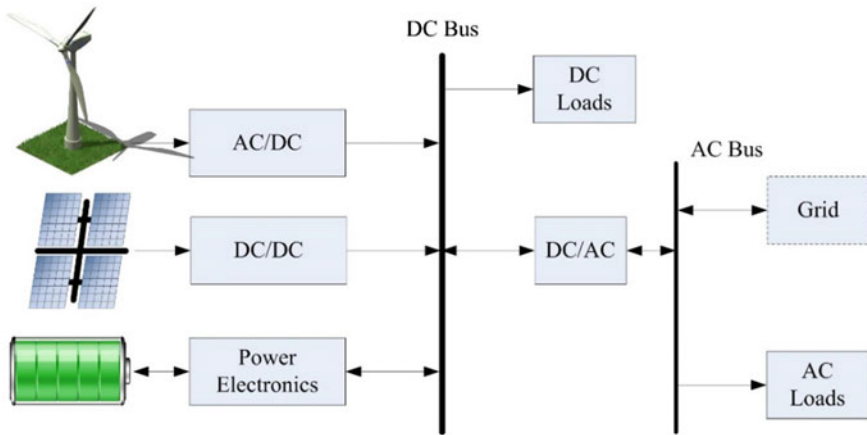 DC Bus
DC
Loads
AC/DC
AC Bus
Grid
DC/DC
DC/AC
Power
Electronics
AC
Loads